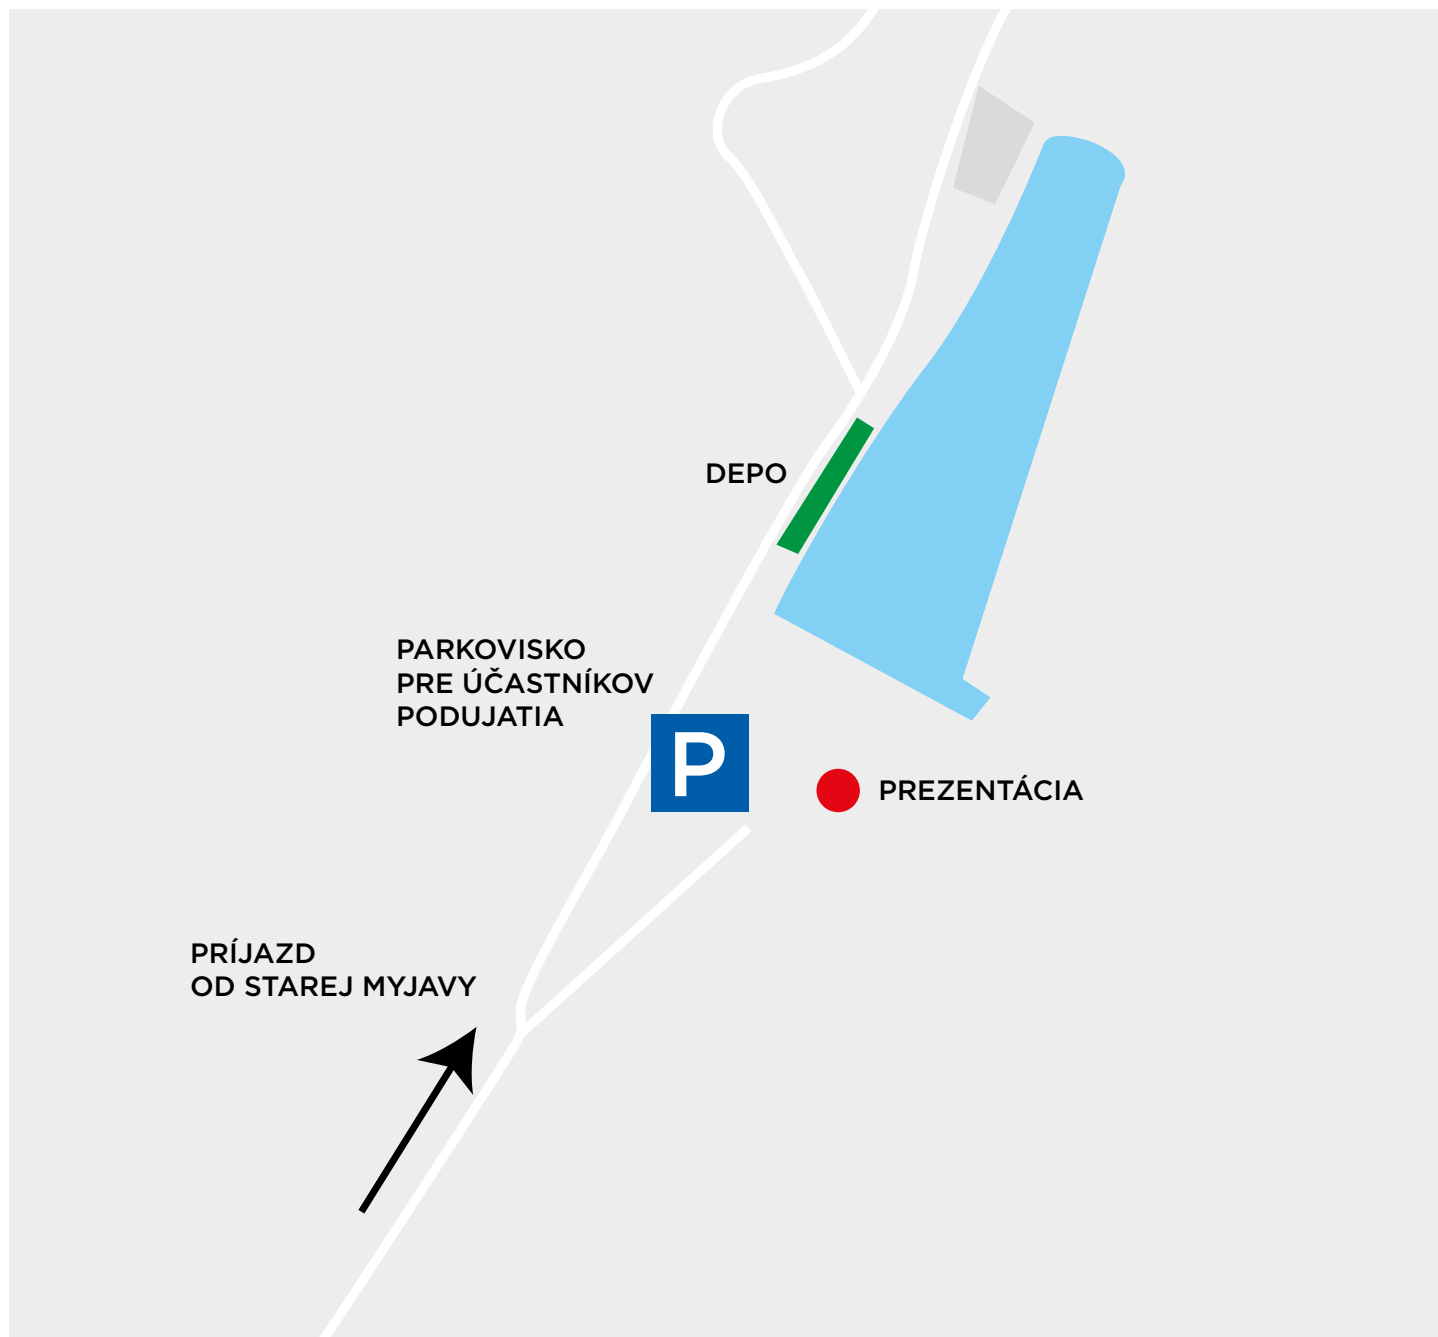 DEPO
PARKOVISKO
PRE ÚČASTNÍKOV
PODUJATIA
P
PREZENTÁCIA
PRÍJAZD
OD STAREJ MYJAVY